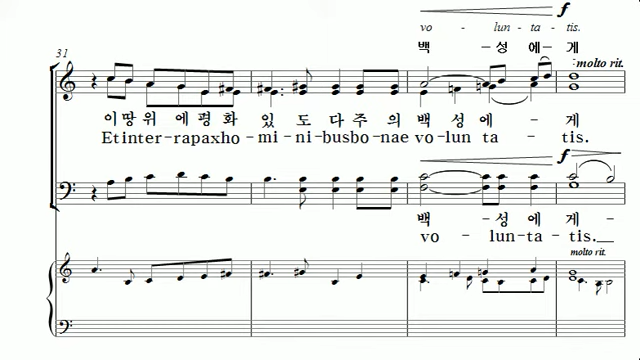 f
vo - lun - ta - tis.
백 - 성 에 - 게
31
molto rit.
이 땅 위 에 평 화 있 도 다 주 의 백 성 에 - 게
Et in ter - ra pax ho - mi - ni - bus bo - nae vo - lun ta - tis.
f
백 - 성 에 게 -
vo - lun - ta - tis.
molto rit.